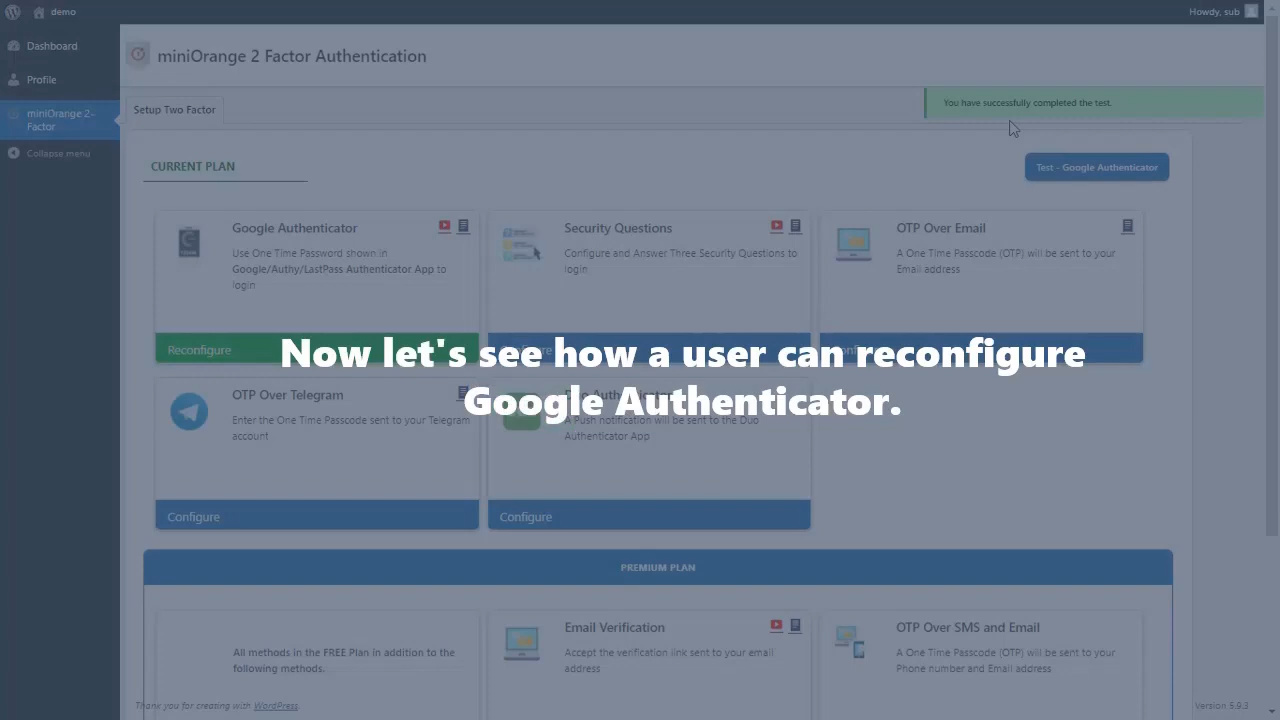 demo
Howdy, sub
Dashboard
Profile
miniOrange 2-
Factor
Collapse menu
miniOrange 2 Factor Authentication
Setup Two Factor
You have successfully completed the test.
CURRENT PLAN
Test - Google Authenticator
Google Authenticator
Use One Time Password shown in
Google/Authy/LastPass Authenticator App to
login
Reconfigure
Security Questions
Configure and Answer Three Security Questions to
login
OTP Over Email
A One Time Passcode (OTP) will be sent to your
Email address
Now let's see how a user can reconfigure
Google Authenticator.
OTP Over Telegram
Enter the One Time Passcode sent to your Telegram
account
Configure
A Push notification will be sent to the Duo
Authenticator App
Configure
PREMIUM PLAN
All methods in the FREE Plan in addition to the
following methods.
Email Verification
Accept the verification link sent to your email
address
OTP Over SMS and Email
A One Time Passcode (OTP) will be sent to your
Phone number and Email address
Thank you for creating with WordPress.
Version 5.9.3